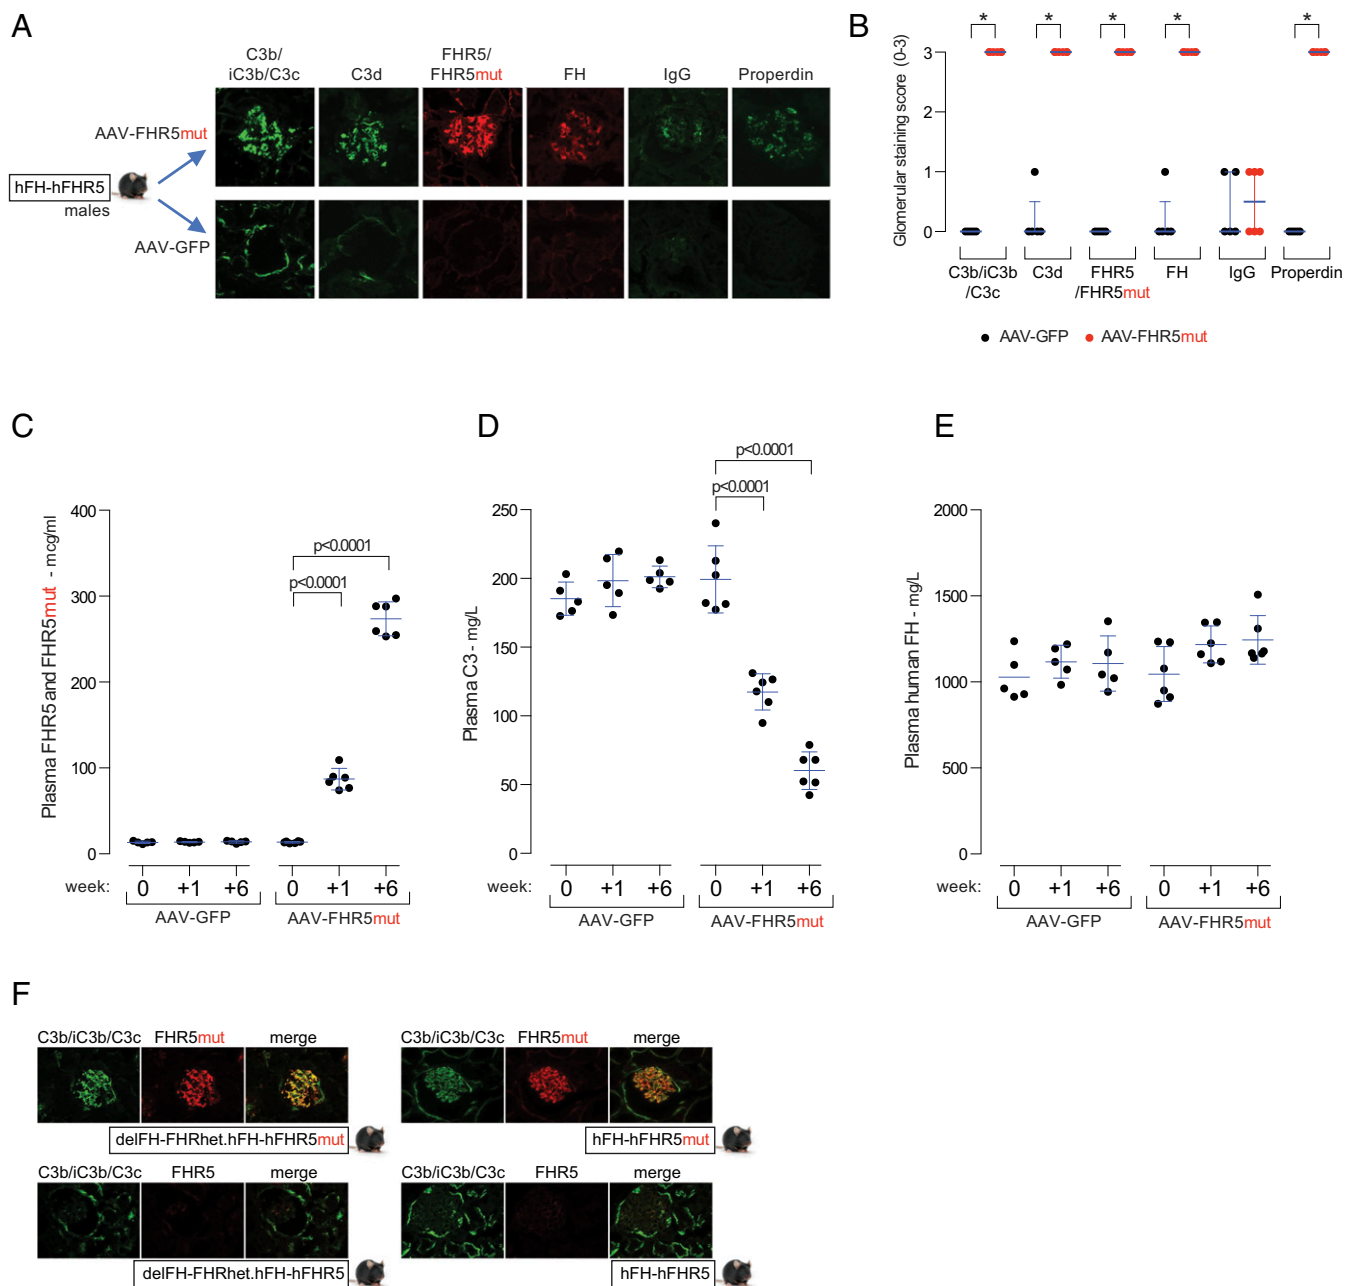 A
C3b/
iC3b/C3c
C3d
FHR5/
FHR5mut
FH
IgG
Properdin
AAV-FHR5mut
hFH-hFHR5
males
AAV-GFP
B
Glomerular staining score (0-3)
3
2
1
0
*
*
*
*
*
C3b/iC3b
/C3c
C3d
FHR5
/FHR5mut
FH
IgG
Properdin
AAV-GFP
AAV-FHR5mut
C
Plasma FHR5 and FHR5mut - mcg/ml
400
300
200
100
0
p<0.0001
p<0.0001
week: 0 +1 +6 0 +1 +6
AAV-GFP
AAV-FHR5mut
D
Plasma C3 - mg/L
250
200
150
100
50
0
p<0.0001
p<0.0001
week: 0 +1 +6 0 +1 +6
AAV-GFP
AAV-FHR5mut
E
Plasma human FH - mg/L
2000
1500
1000
500
0
week: 0 +1 +6 0 +1 +6
AAV-GFP
AAV-FHR5mut
F
C3b/iC3b/C3c FHR5mut merge
delFH-FHRhet.hFH-hFHR5mut
C3b/iC3b/C3c FHR5mut merge
hFH-hFHR5mut
C3b/iC3b/C3c FHR5 merge
delFH-FHRhet.hFH-hFHR5
C3b/iC3b/C3c FHR5 merge
hFH-hFHR5